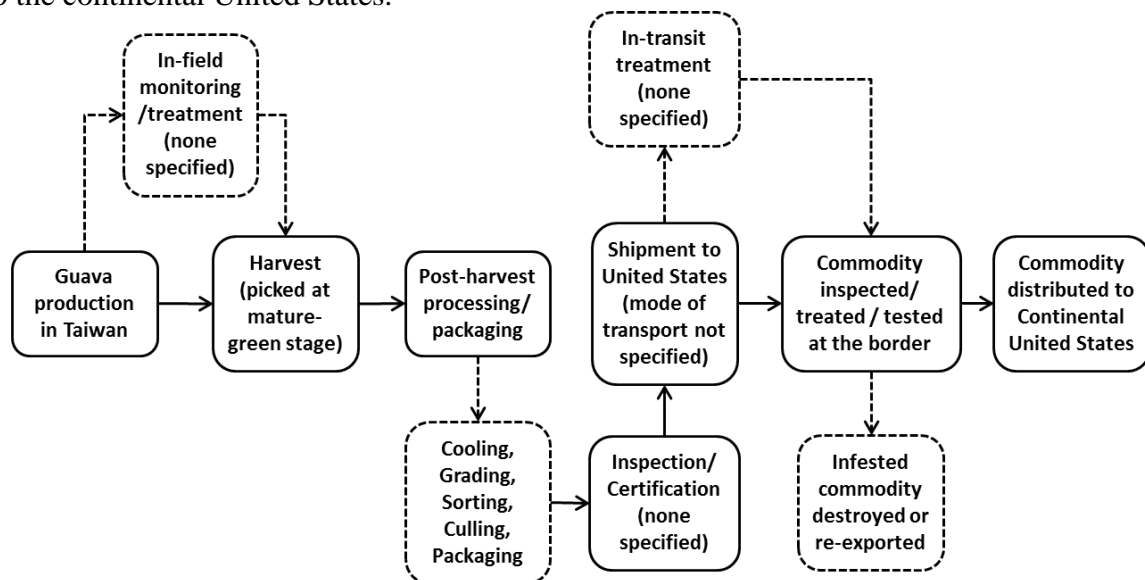 the continental United States.
In-field
monitoring
/treatment
(none
specified)
In-transit
treatment
(none
specified)
Guava
production
in Taiwan
Harvest
(picked at
mature-
green stage)
Post-harvest
processing/
packaging
Shipment to
United States
(mode of
transport not
specified)
Commodity
inspected/
treated / tested
at the border
Commodity
distributed to
Continental
United States
Cooling,
Grading,
Sorting,
Culling,
Packaging
Inspection/
Certification
(none
specified)
Infested
commodity
destroyed or
re-exported